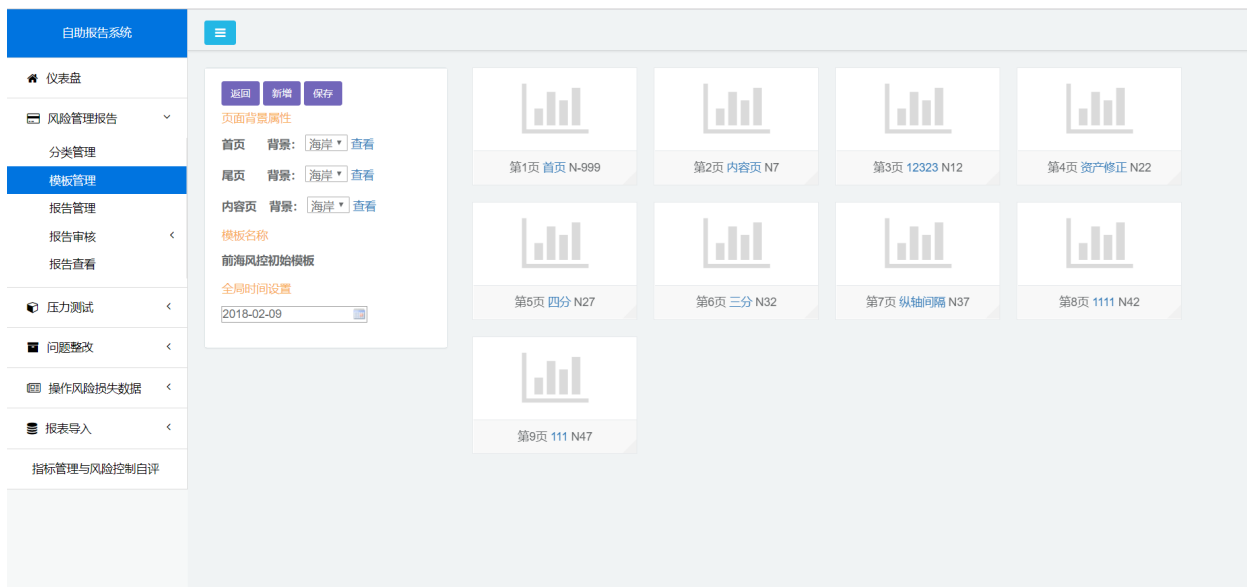 自助报告系统
仪表盘
风险管理报告
分类管理
模板管理
报告管理
报告审核
报告查看
压力测试
问题整改
操作风险损失数据
报表导入
指标管理与风险控制自评
返回 新增 保存
页面背景属性
首页 背景: 海岸 查看
尾页 背景: 海岸 查看
内容页 背景: 海岸 查看
模板名称
前海风控初始模板
全局时间设置
2018-02-09
第1页 首页 N-999
第2页 内容页 N7
第3页 12323 N12
第4页 资产修正 N22
第5页 四分 N27
第6页 三分 N32
第7页 纵轴间隔 N37
第8页 1111 N42
第9页 111 N47